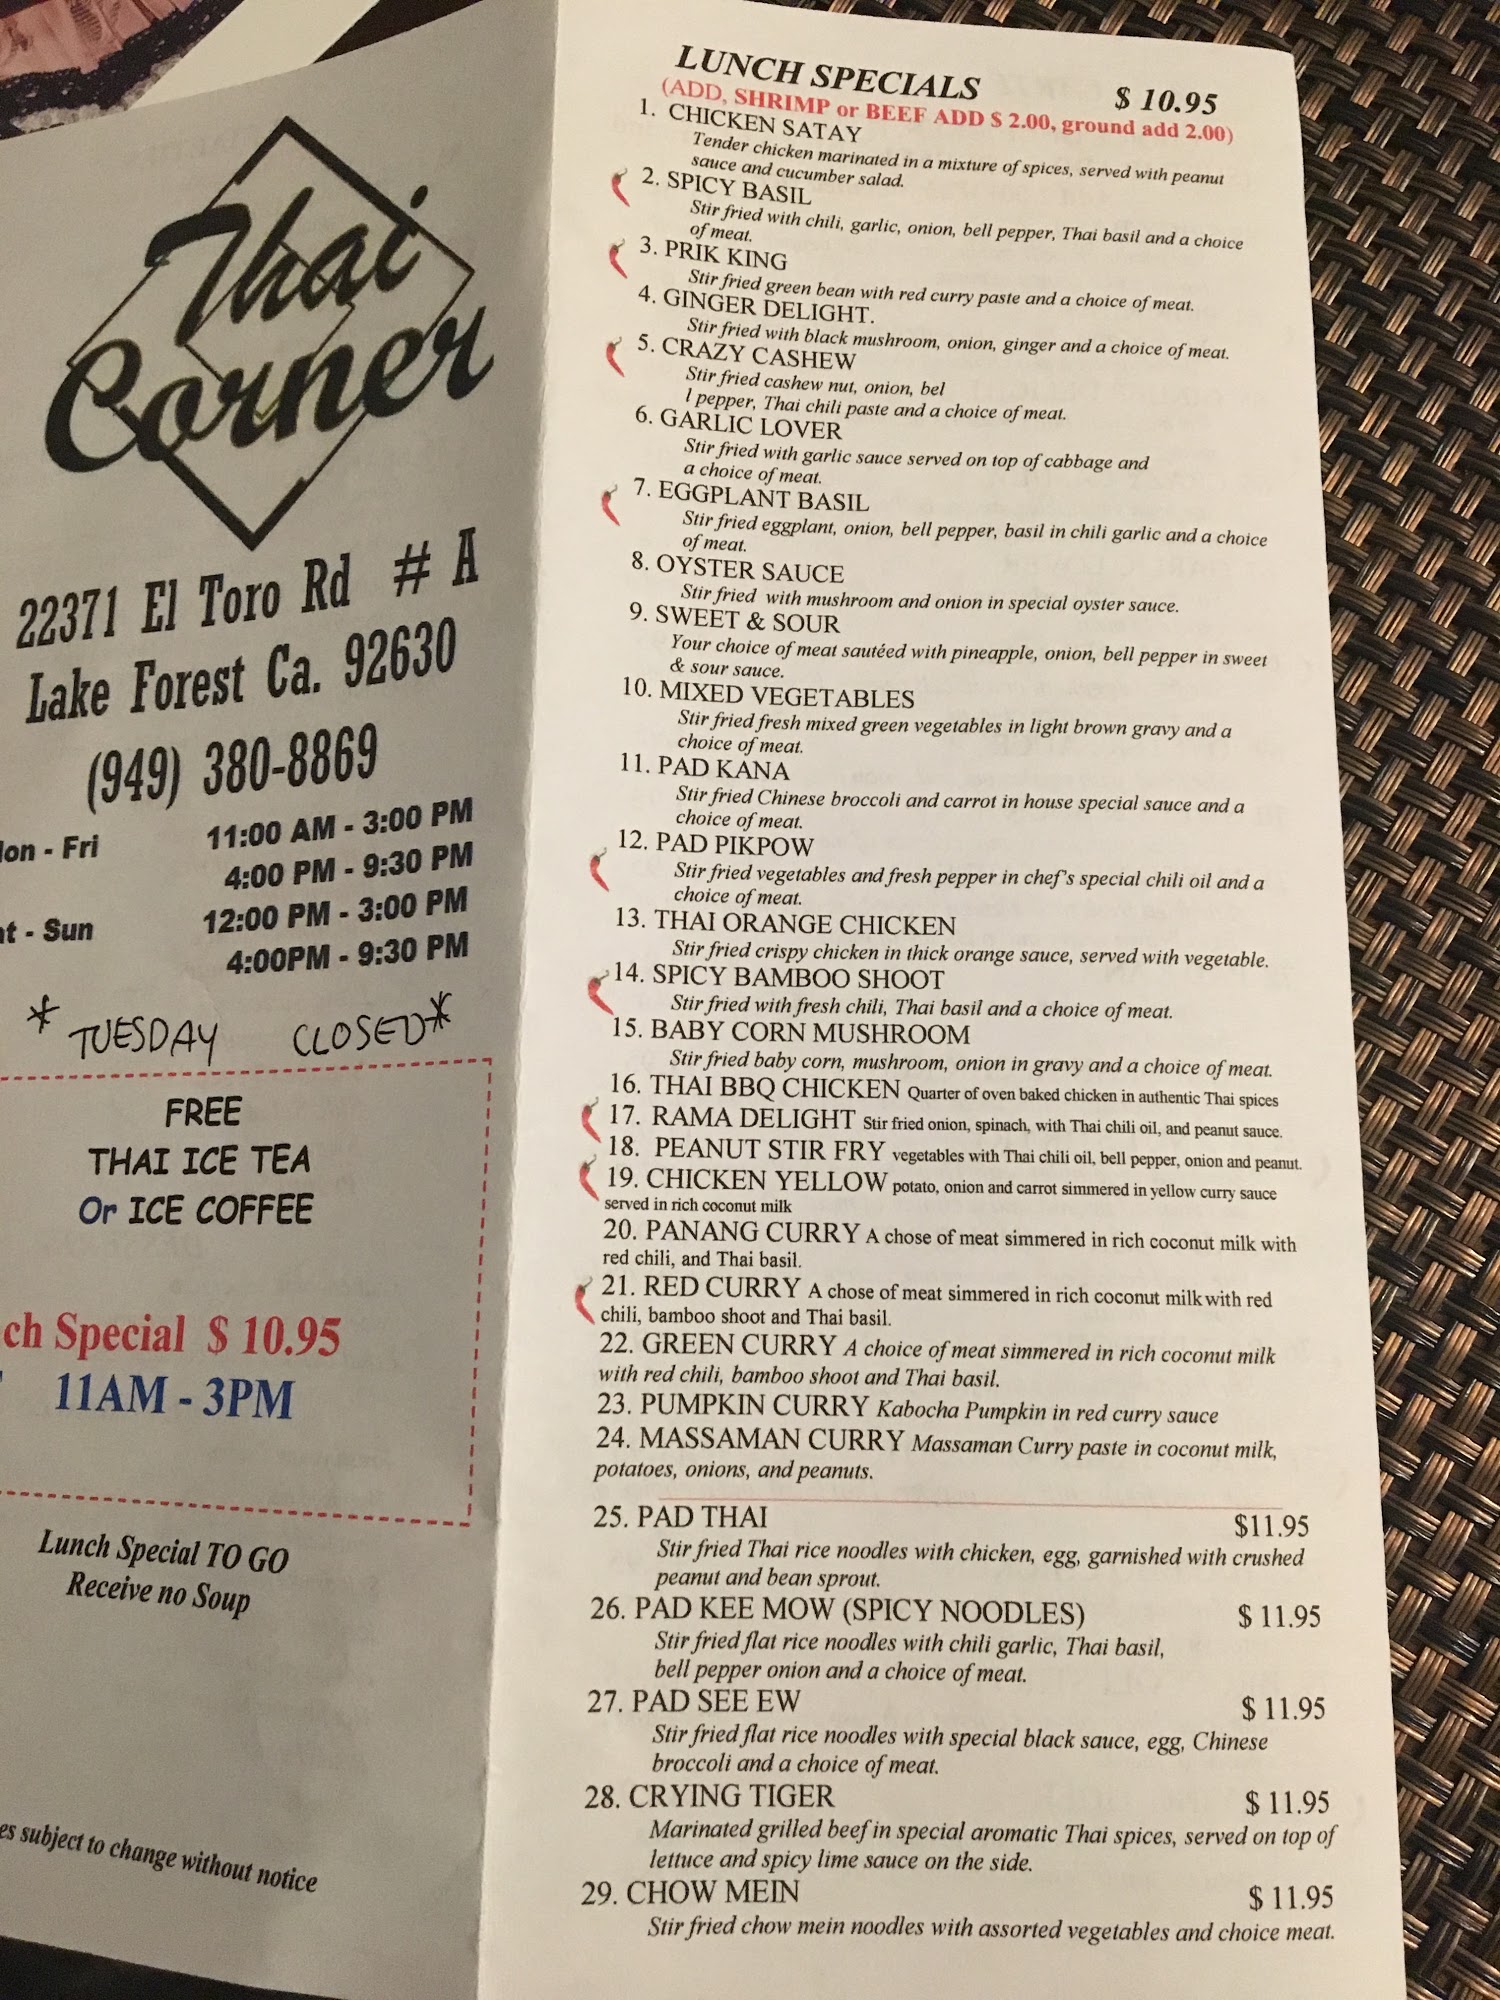 Thai
Corner
22371 El Toro Rd # A
Lake Forest Ca. 92630
(949) 380-8869
- Fri 11:00 AM - 3:00 PM
4:00 PM - 9:30 PM
- Sun 12:00 PM - 3:00 PM
4:00PM - 9:30 PM
* TUESDAY CLOSED*
FREE
THAI ICE TEA
Or ICE COFFEE
Special $ 10.95
11AM - 3PM
Lunch Special TO GO
Receive no Soup
subject to change without notice
LUNCH SPECIALS $ 10.95
(ADD, SHRIMP or BEEF ADD $ 2.00, ground add 2.00)
1. CHICKEN SATAY
Tender chicken marinated in a mixture of spices, served with peanut
sauce and cucumber salad.
2. SPICY BASIL
Stir fried with chili, garlic, onion, bell pepper, Thai basil and a choice
of meat.
3. PRIK KING
Stir fried green bean with red curry paste and a choice of meat.
4. GINGER DELIGHT.
Stir fried with black mushroom, onion, ginger and a choice of meat.
5. CRAZY CASHEW
Stir fried cashew nut, onion, bel
l pepper, Thai chili paste and a choice of meat.
6. GARLIC LOVER
Stir fried with garlic sauce served on top of cabbage and
a choice of meat.
7. EGGPLANT BASIL
Stir fried eggplant, onion, bell pepper, basil in chili garlic and a choice
of meat.
8. OYSTER SAUCE
Stir fried with mushroom and onion in special oyster sauce.
9. SWEET & SOUR
Your choice of meat sautéed with pineapple, onion, bell pepper in sweet
& sour sauce.
10. MIXED VEGETABLES
Stir fried fresh mixed green vegetables in light brown gravy and a
choice of meat.
11. PAD KANA
Stir fried Chinese broccoli and carrot in house special sauce and a
choice of meat.
12. PAD PIKPOW
Stir fried vegetables and fresh pepper in chef's special chili oil and a
choice of meat.
13. THAI ORANGE CHICKEN
Stir fried crispy chicken in thick orange sauce, served with vegetable.
14. SPICY BAMBOO SHOOT
Stir fried with fresh chili, Thai basil and a choice of meat.
15. BABY CORN MUSHROOM
Stir fried baby corn, mushroom, onion in gravy and a choice of meat.
16. THAI BBQ CHICKEN Quarter of oven baked chicken in authentic Thai spices
17. RAMA DELIGHT Stir fried onion, spinach, with Thai chili oil, and peanut sauce.
18. PEANUT STIR FRY vegetables with Thai chili oil, bell pepper, onion and peanut.
19. CHICKEN YELLOW potato, onion and carrot simmered in yellow curry sauce
served in rich coconut milk
20. PANANG CURRY A chose of meat simmered in rich coconut milk with
red chili, and Thai basil.
21. RED CURRY A chose of meat simmered in rich coconut milk with red
chili, bamboo shoot and Thai basil.
22. GREEN CURRY A choice of meat simmered in rich coconut milk
with red chili, bamboo shoot and Thai basil.
23. PUMPKIN CURRY Kabocha Pumpkin in red curry sauce
24. MASSAMAN CURRY Massaman Curry paste in coconut milk,
potatoes, onions, and peanuts.
25. PAD THAI $11.95
Stir fried Thai rice noodles with chicken, egg, garnished with crushed
peanut and bean sprout.
26. PAD KEE MOW (SPICY NOODLES) $ 11.95
Stir fried flat rice noodles with chili garlic, Thai basil,
bell pepper onion and a choice of meat.
27. PAD SEE EW $ 11.95
Stir fried flat rice noodles with special black sauce, egg, Chinese
broccoli and a choice of meat.
28. CRYING TIGER $ 11.95
Marinated grilled beef in special aromatic Thai spices, served on top of
lettuce and spicy lime sauce on the side.
29. CHOW MEIN $ 11.95
Stir fried chow mein noodles with assorted vegetables and choice meat.